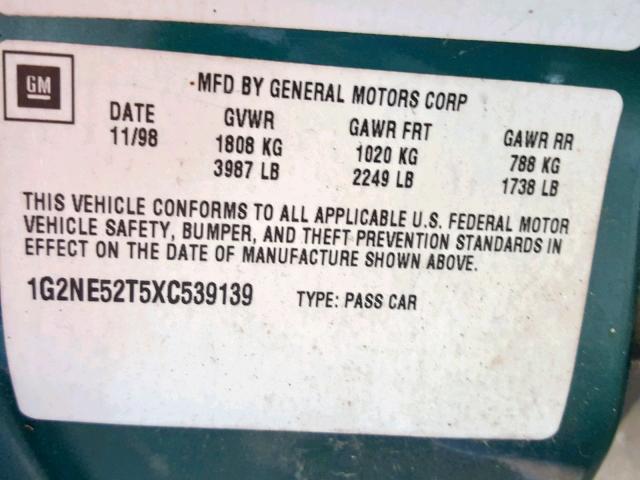 GM
MFD BY GENERAL MOTORS CORP
DATE GVWR GAWR FRT GAWR RR
11/98 1808 KG 1020 KG 788 KG
3987 LB 2249 LB 1738 LB
THIS VEHICLE CONFORMS TO ALL APPLICABLE U.S. FEDERAL MOTOR
VEHICLE SAFETY, BUMPER, AND THEFT PREVENTION STANDARDS IN
EFFECT ON THE DATE OF MANUFACTURE SHOWN ABOVE.
1G2NE52T5XC539139 TYPE: PASS CAR